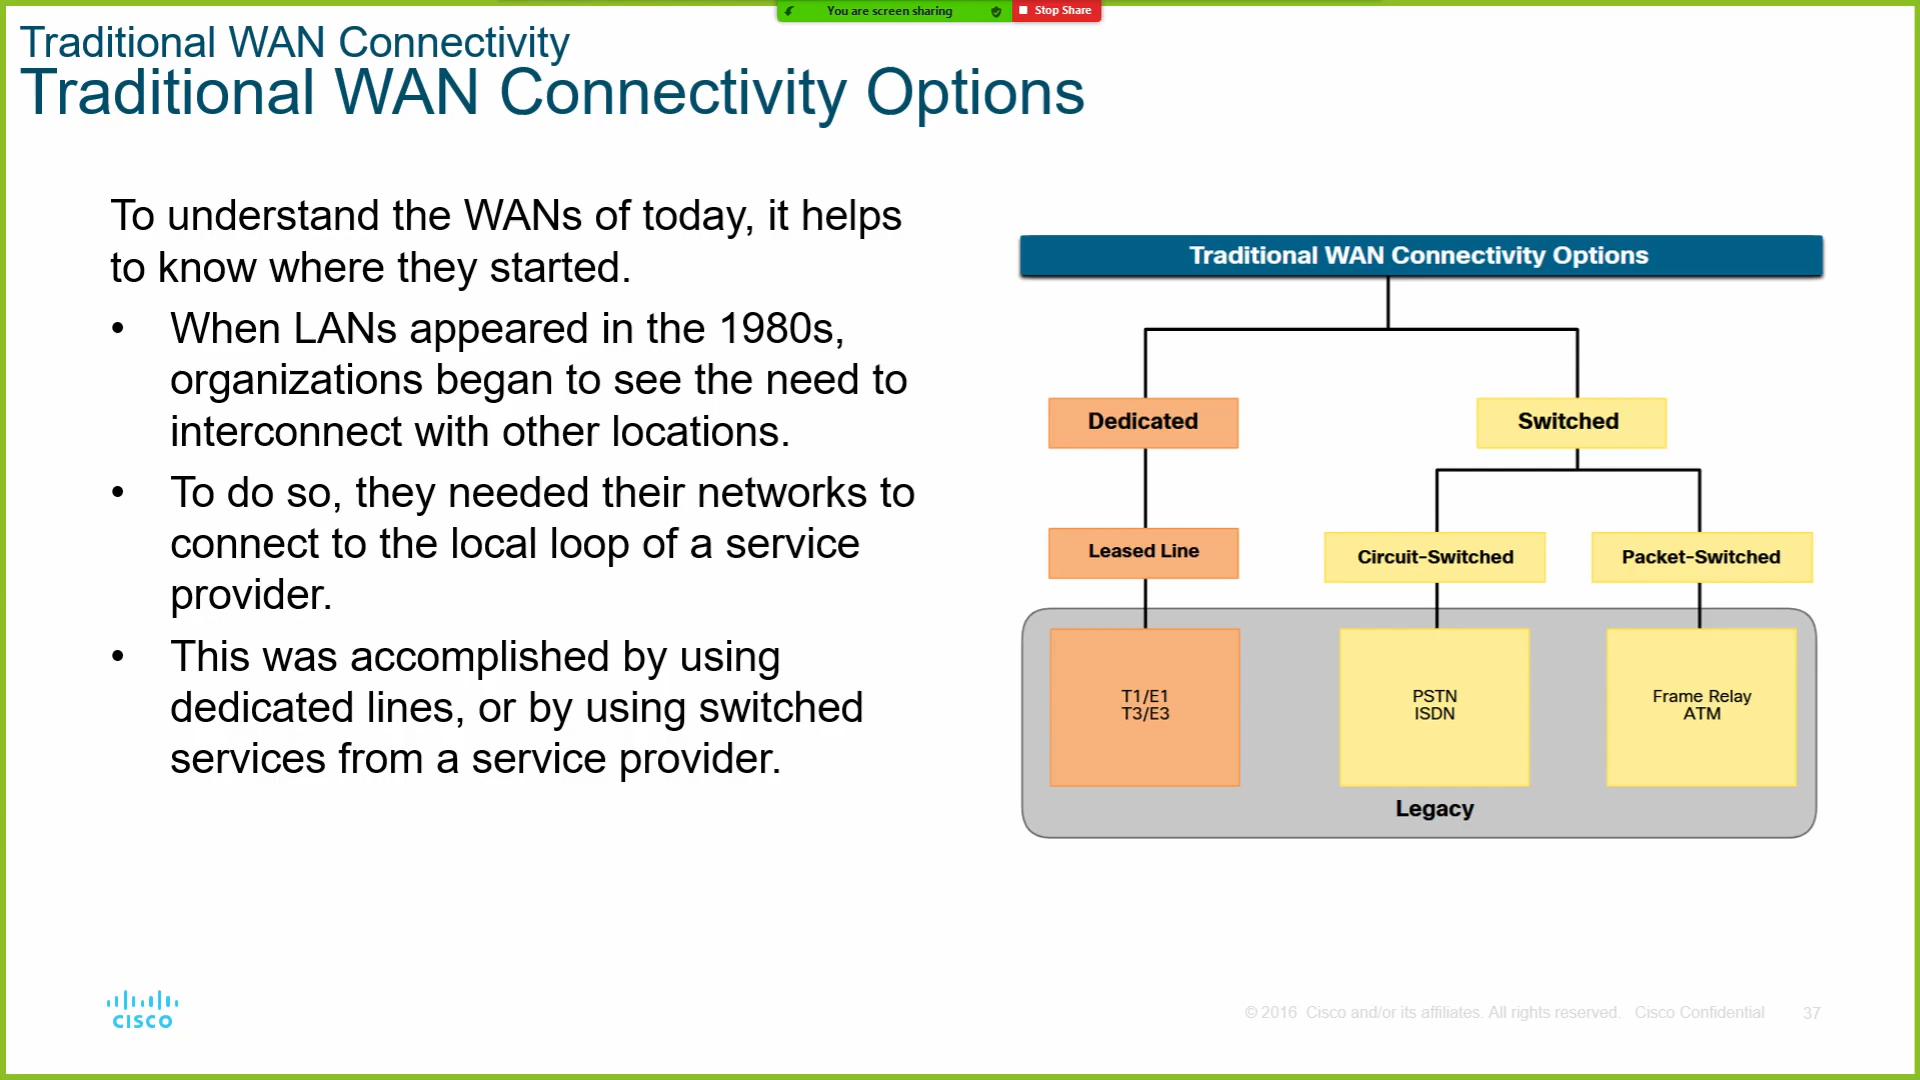 You are screen sharing
Stop Share
Traditional WAN Connectivity
Traditional WAN Connectivity Options
To understand the WANs of today, it helps
to know where they started.
• When LANs appeared in the 1980s,
organizations began to see the need to
interconnect with other locations.
• To do so, they needed their networks to
connect to the local loop of a service
provider.
• This was accomplished by using
dedicated lines, or by using switched
services from a service provider.
Traditional WAN Connectivity Options
Dedicated
Switched
Leased Line
Circuit-Switched
Packet-Switched
T1/E1
T3/E3
PSTN
ISDN
Frame Relay
ATM
Legacy
CISCO
© 2016 Cisco and/or its affiliates. All rights reserved. Cisco Confidential
37